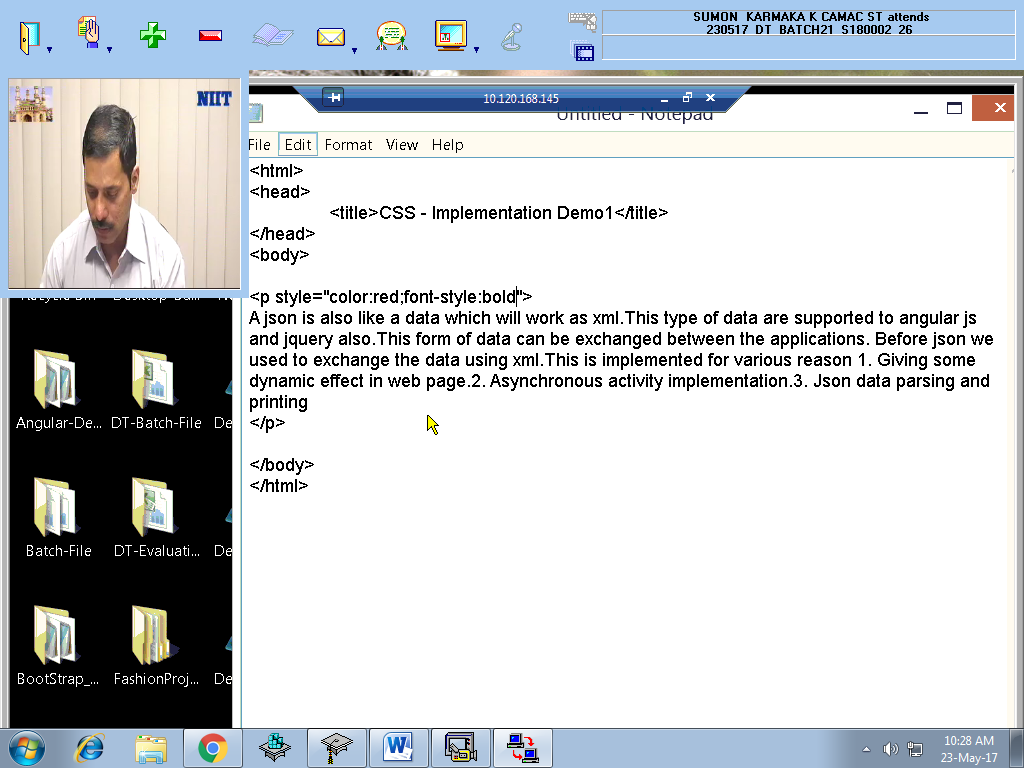 SUMON KARMAKA K CAMAC ST attends
230517_DT_BATCH21_S180002_26
NIIT
10.120.168.145
Untitled - Notepad
File Edit Format View Help
<html>
<head>
<title>CSS - Implementation Demo1</title>
</head>
<body>
<p style="color:red;font-style:bold">
A json is also like a data which will work as xml.This type of data are supported to angular js
and jquery also.This form of data can be exchanged between the applications. Before json we
used to exchange the data using xml.This is implemented for various reason 1. Giving some
dynamic effect in web page.2. Asynchronous activity implementation.3. Json data parsing and
printing
</p>
</body>
</html>
Angular-De... DT-Batch-File De
Batch-File DT-Evaluati... De
BootStrap_... FashionProj... De
10:28 AM
23-May-17